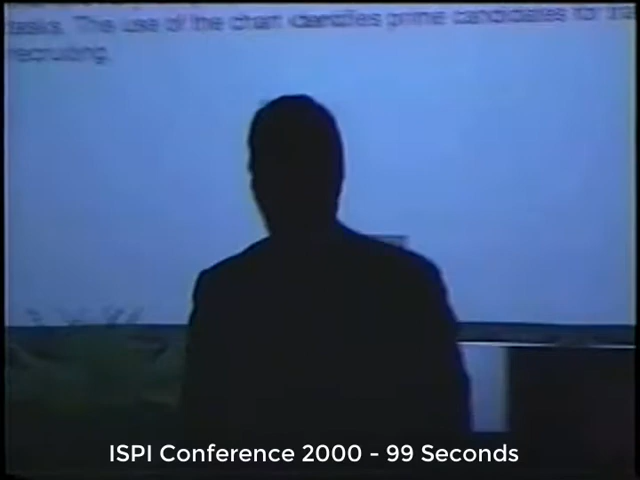 tasks. The use of the chart identifies prime candidates for
recruiting.
ISPI Conference 2000 - 99 Seconds